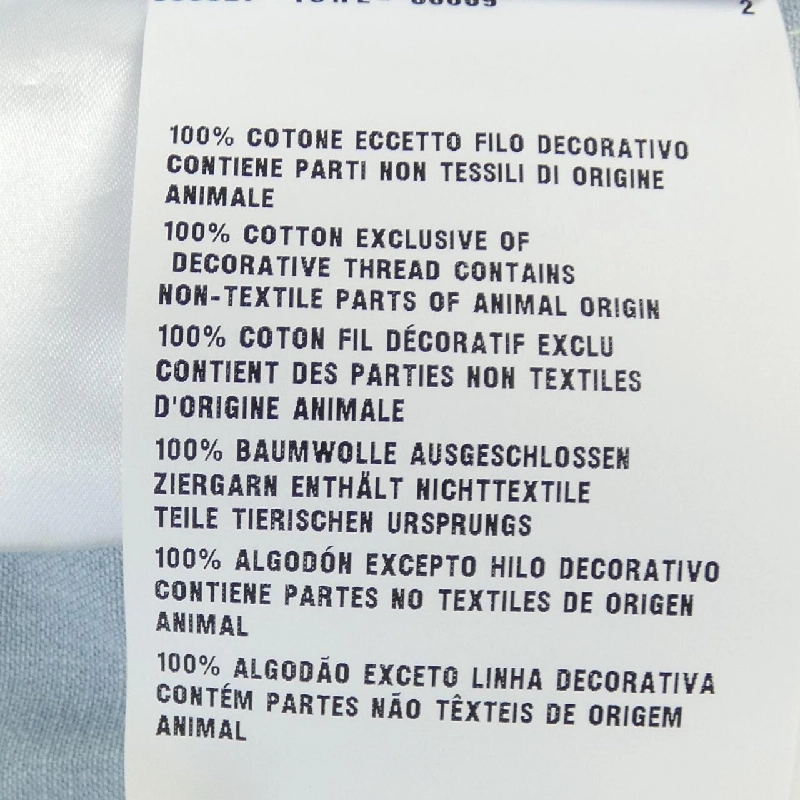 2
100% COTONE ECCETTO FILO DECORATIVO
CONTIENE PARTI NON TESSILI DI ORIGINE
ANIMALE
100% COTTON EXCLUSIVE OF
DECORATIVE THREAD CONTAINS
NON-TEXTILE PARTS OF ANIMAL ORIGIN
100% COTON FIL DÉCORATIF EXCLU
CONTIENT DES PARTIES NON TEXTILES
D'ORIGINE ANIMALE
100% BAUMWOLLE AUSGESCHLOSSEN
ZIERGARN ENTHÄLT NICHTTEXTILE
TEILE TIERISCHEN URSPRUNGS
100% ALGODÓN EXCEPTO HILO DECORATIVO
CONTIENE PARTES NO TEXTILES DE ORIGEN
ANIMAL
100% ALGODÃO EXCETO LINHA DECORATIVA
CONTÉM PARTES NÃO TÊXTEIS DE ORIGEM
ANIMAL